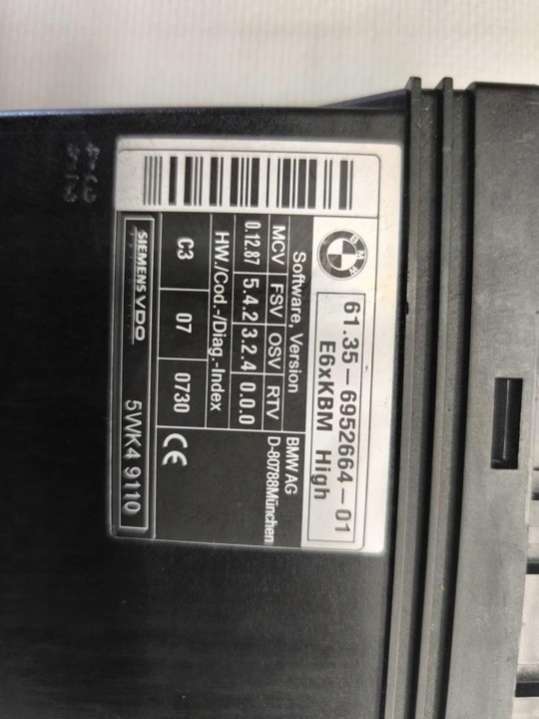 BMW
61.35-6952664-01
E6xKBM High
Software, Version
MCV FSV OSV RTV
0.12.87 5.4.2 3.2.4 0.0.0
HW./Cod.-/Diag.-Index
C3 07 0730
BMW AG
D-80788München
CE
SIEMENS VDO
5WK4 9110